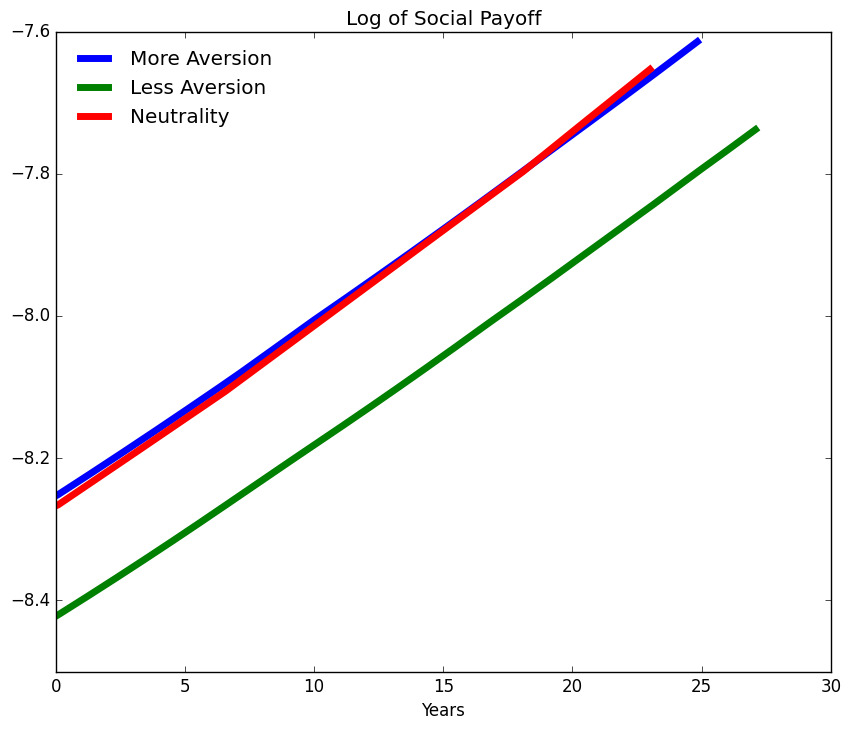 Log of Social Payoff
−7.6
−7.8
−8.0
−8.2
−8.4
More Aversion
Less Aversion
Neutrality
0 5 10 15 20 25 30
Years